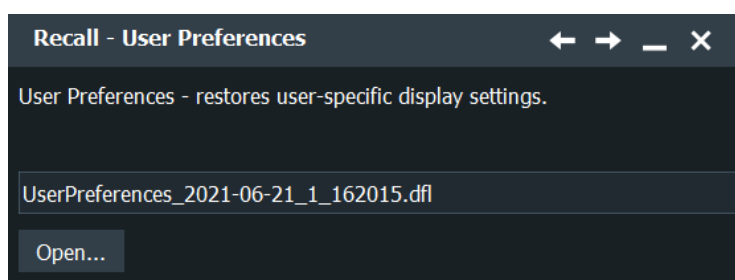 Recall - User Preferences
User Preferences - restores user-specific display settings.
UserPreferences_2021-06-21_1_162015.dfl
Open...